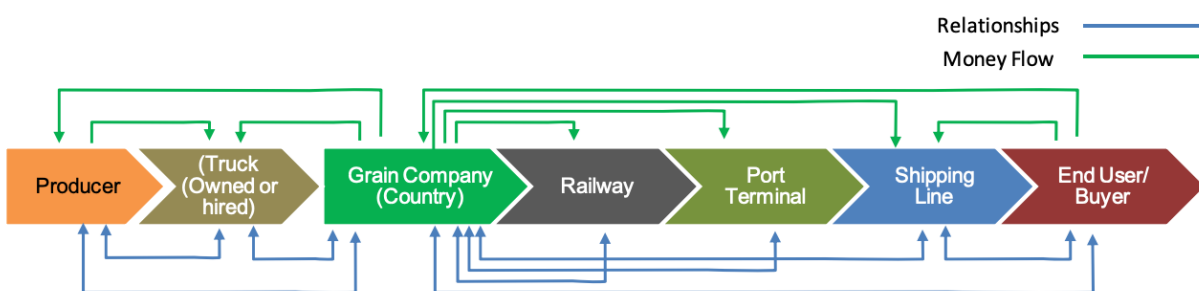 Relationships
Money Flow
Producer
(Truck
(Owned or
hired)
Grain Company
(Country)
Railway
Port
Terminal
Shipping
Line
End User/
Buyer